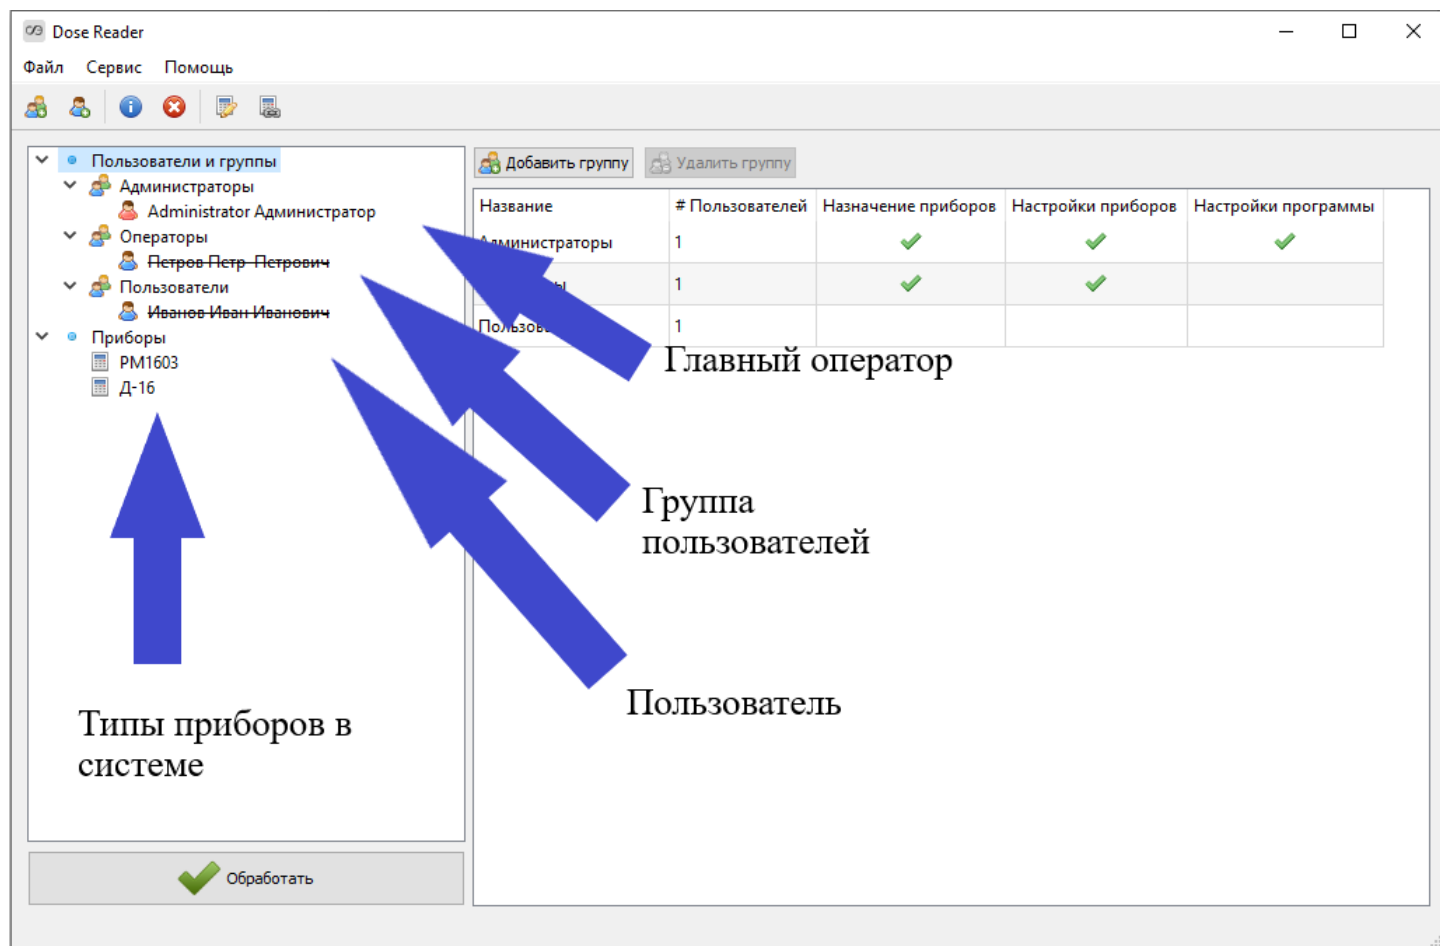 Dose Reader
Файл Сервис Помощь
Пользователи и группы
Администраторы
Administrator Администратор
Операторы
Петров Петр Петрович
Пользователи
Иванов Иван Иванович
Приборы
PM1603
Д-16
Добавить группу Удалить группу
Название # Пользователей Назначение приборов Настройки приборов Настройки программы
Администраторы 1
1
1
Главный оператор
Группа
пользователей
Пользователь
Типы приборов в
системе
Обработать